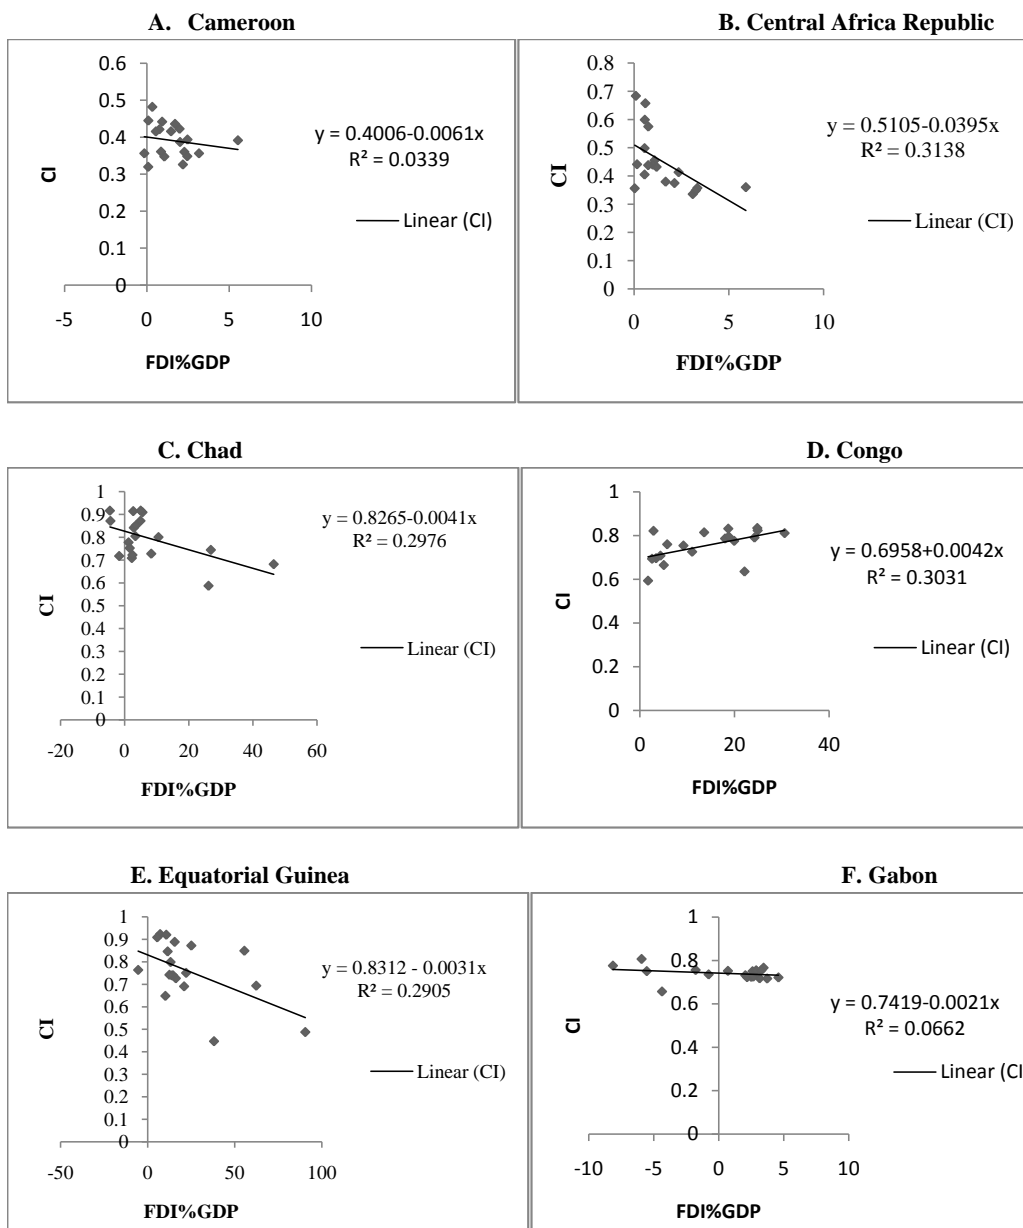 A. Cameroon
0.6
0.5
0.4
0.3
0.2
0.1
0
-5
0
5
10
CI
FDI%GDP
y = 0.4006-0.0061x
R² = 0.0339
Linear (CI)
B. Central Africa Republic
0.8
0.7
0.6
0.5
0.4
0.3
0.2
0.1
0
0
5
10
CI
FDI%GDP
y = 0.5105-0.0395x
R² = 0.3138
Linear (CI)
C. Chad
1
0.9
0.8
0.7
0.6
0.5
0.4
0.3
0.2
0.1
0
-20
0
20
40
60
CI
FDI%GDP
y = 0.8265-0.0041x
R² = 0.2976
Linear (CI)
D. Congo
1
0.8
0.6
0.4
0.2
0
0
20
40
CI
FDI%GDP
y = 0.6958+0.0042x
R² = 0.3031
Linear (CI)
E. Equatorial Guinea
1
0.9
0.8
0.7
0.6
0.5
0.4
0.3
0.2
0.1
0
-50
0
50
100
CI
FDI%GDP
y = 0.8312 - 0.0031x
R² = 0.2905
Linear (CI)
F. Gabon
1
0.8
0.6
0.4
0.2
0
-10
-5
0
5
10
CI
FDI%GDP
y = 0.7419-0.0021x
R² = 0.0662
Linear (CI